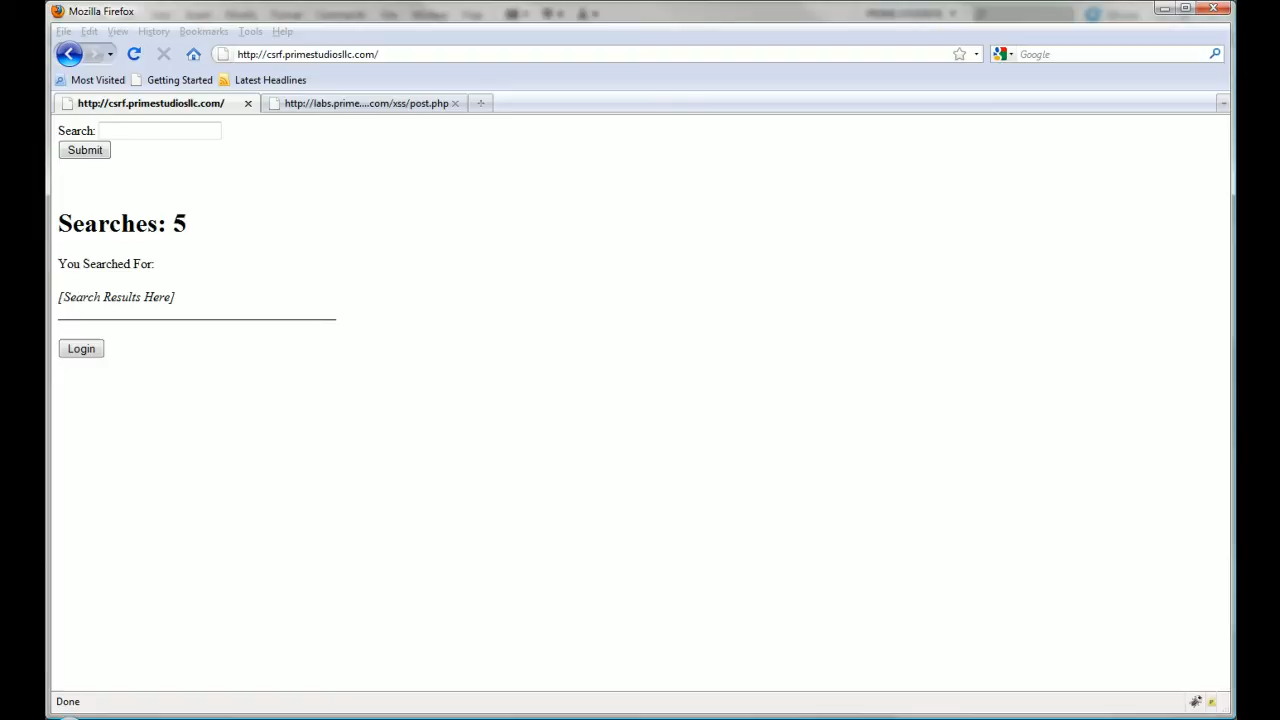 Mozilla Firefox
File Edit View History Bookmarks Tools Help
http://csrf.primestudiosllc.com/ Google
Most Visited Getting Started Latest Headlines
http://csrf.primestudiosllc.com/ http://labs.prime....com/xss/post.php
Search:
Submit
Searches: 5
You Searched For:
[Search Results Here]
Login
Done